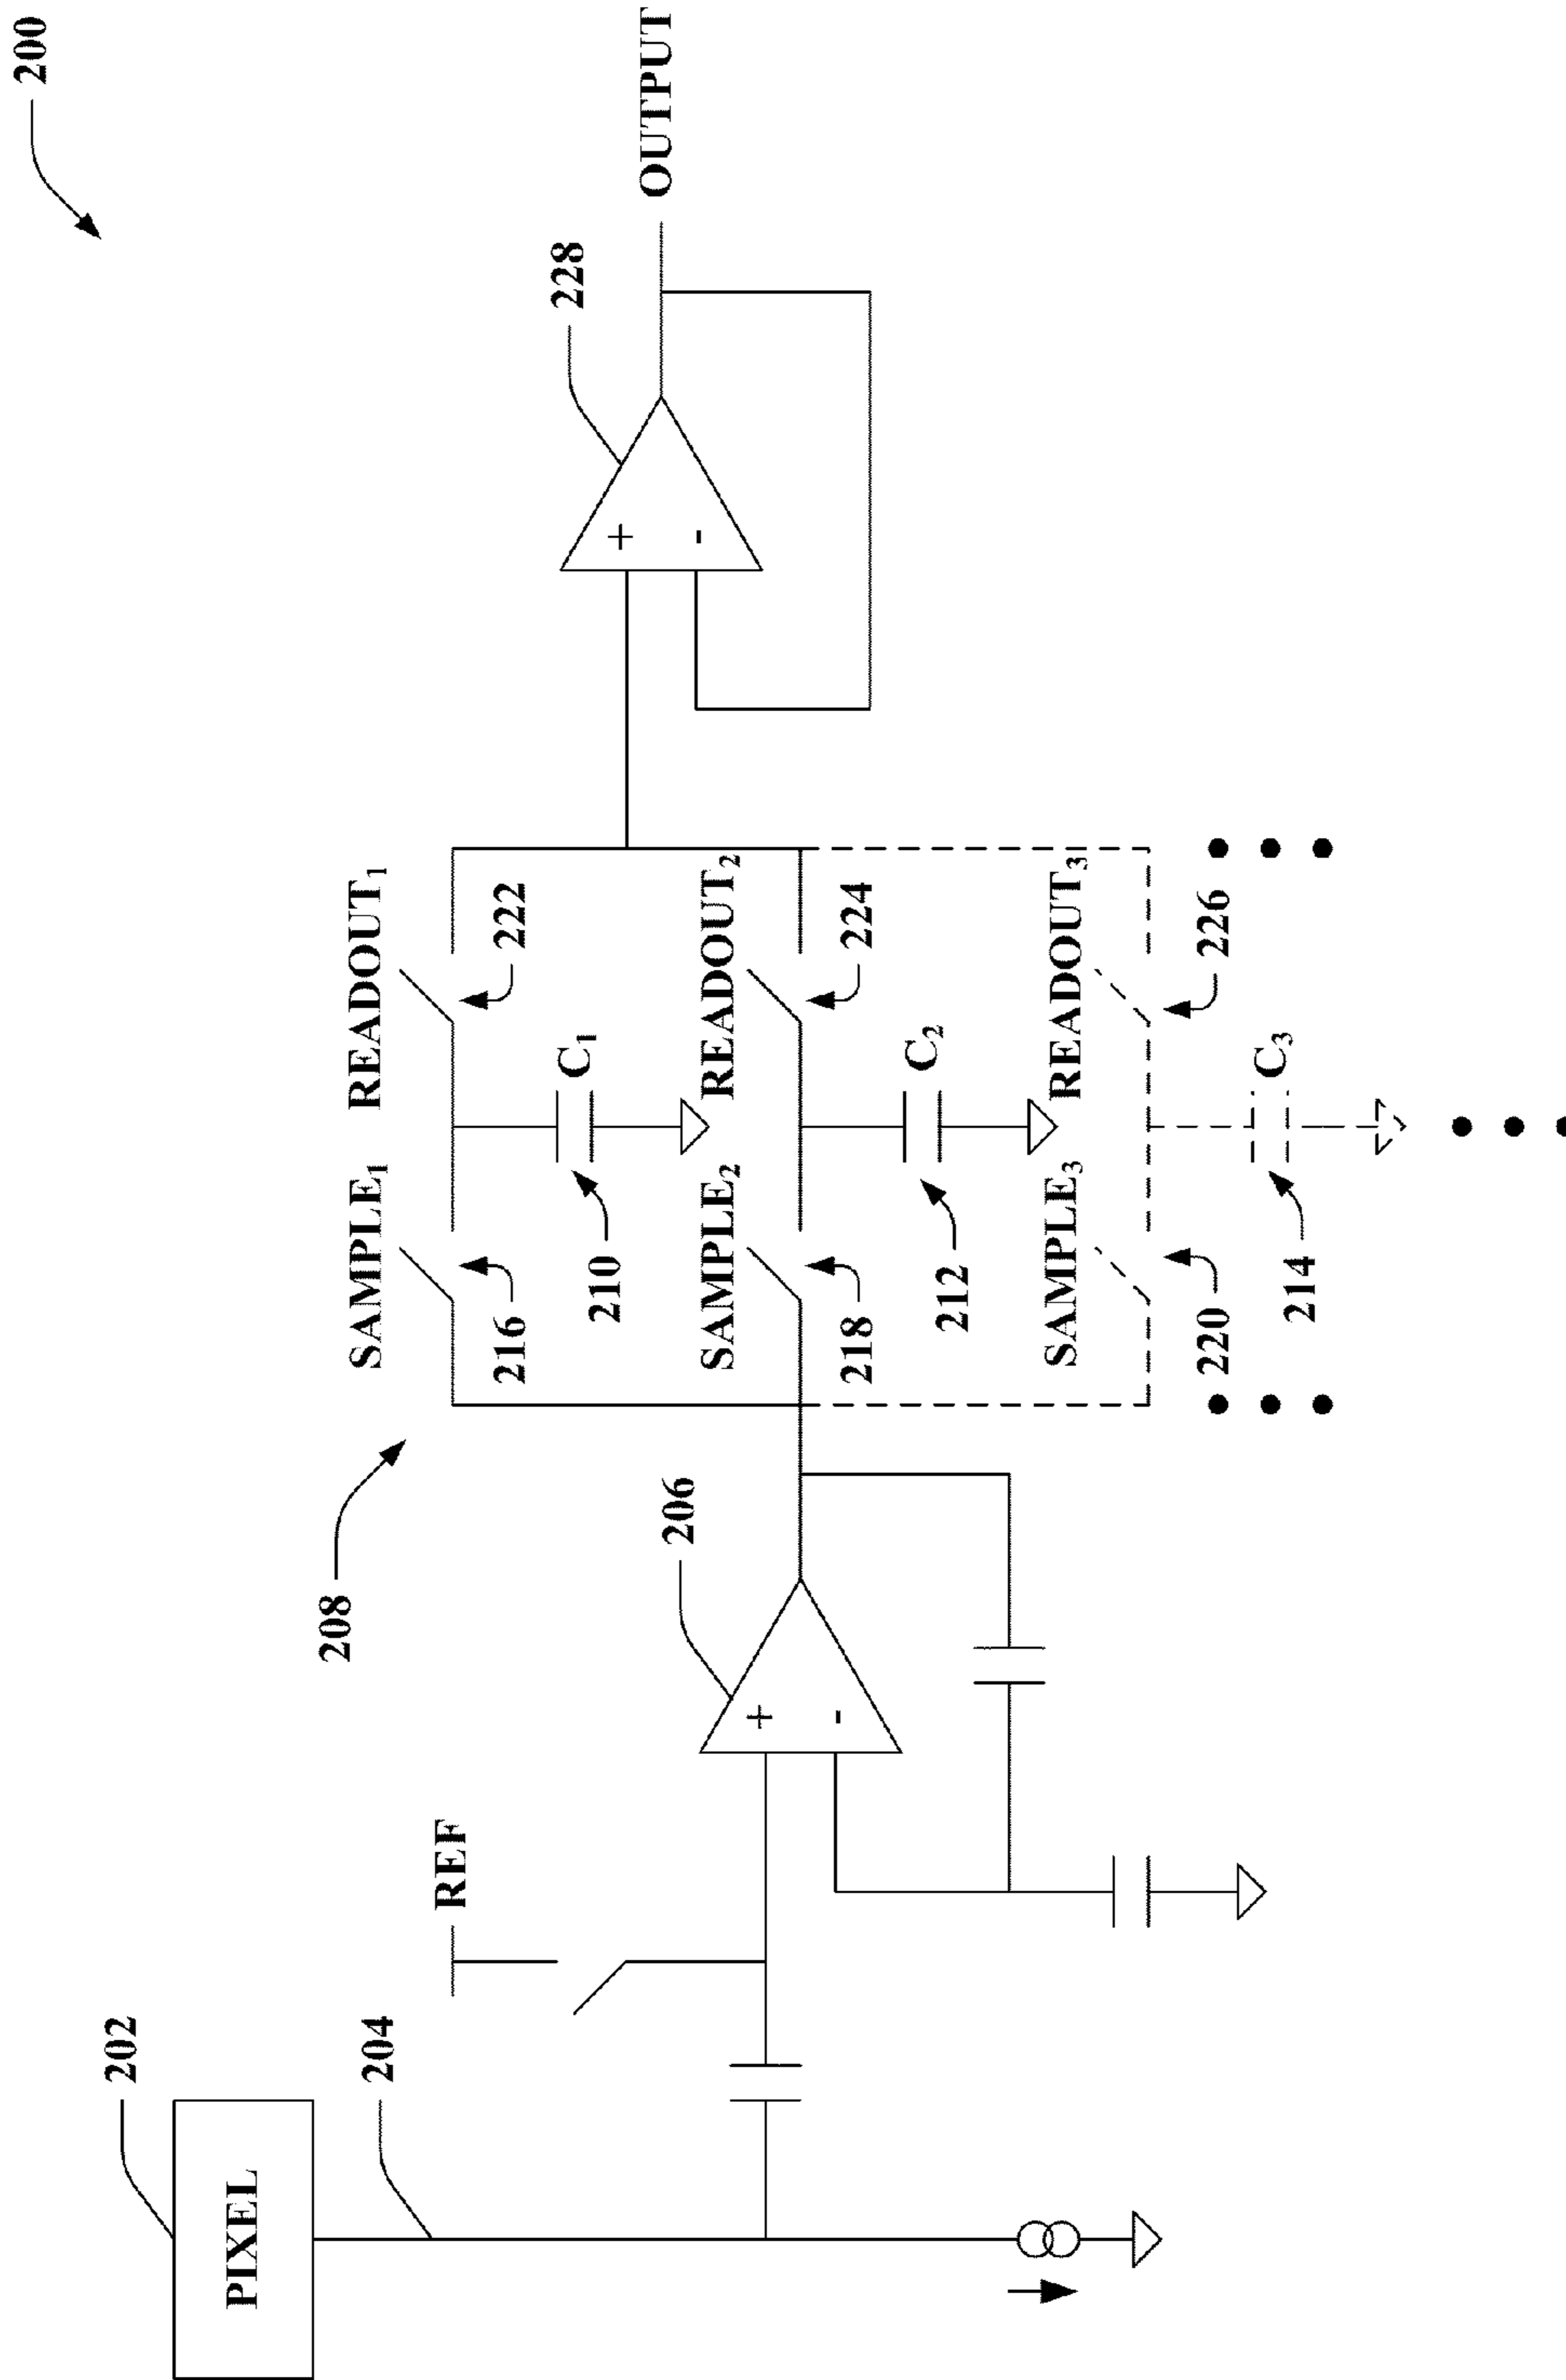 200
PIXEL
202
204
REF
+
-
206
208
SAMPLE₁
READOUT₁
216
222
210
C₁
SAMPLE₂
READOUT₂
218
224
212
C₂
SAMPLE₃
READOUT₃
220
226
214
C₃
+
-
228
OUTPUT